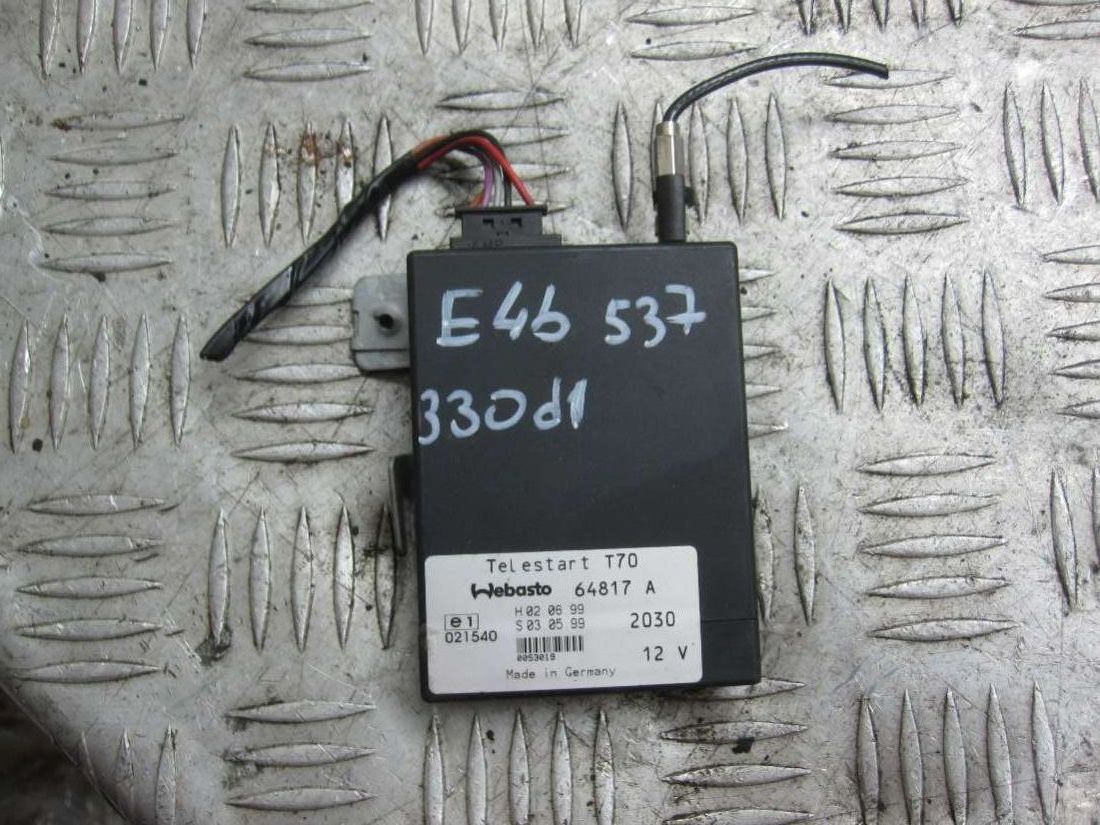 E46 537
330d1
Telestart T70
Webasto 64817 A
H 02 06 99
S 03 05 99
e1
021540
2030
0053019
12 V
Made in Germany